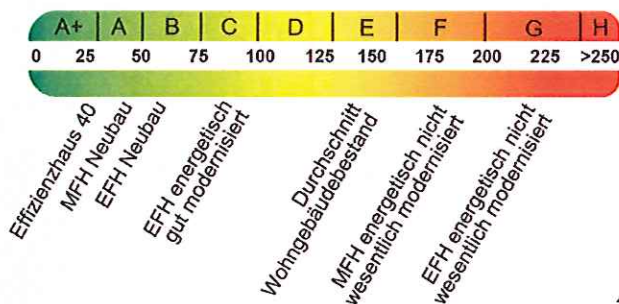 A+ A B C D E F G H
0 25 50 75 100 125 150 175 200 225 >250
Effizienzhaus 40
MFH Neubau
EFH Neubau
EFH energetisch
gut modernisiert
Durchschnitt
Wohngebäudebestand
MFH energetisch nicht
wesentlich modernisiert
EFH energetisch nicht
wesentlich modernisiert